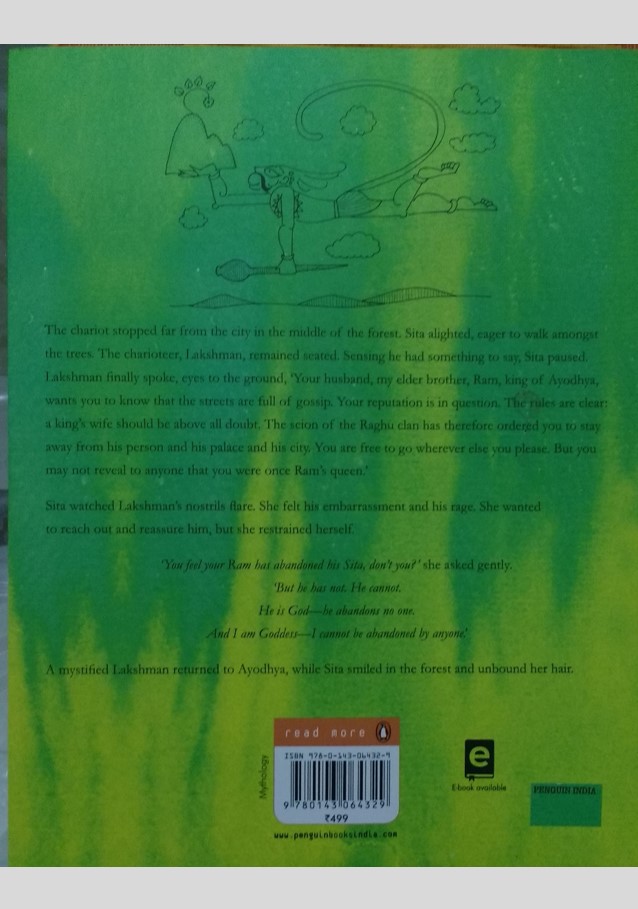 The chariot stopped far from the city in the middle of the forest. Sita alighted, eager to walk amongst
the trees. The charioteer, Lakshman, remained seated. Sensing he had something to say, Sita paused.
Lakshman finally spoke, eyes to the ground, 'Your husband, my elder brother, Ram, king of Ayodhya,
wants you to know that the streets are full of gossip. Your reputation is in question. The rules are clear:
a king's wife should be above all doubt. The scion of the Raghu clan has therefore ordered you to stay
away from his person and his palace and his city. You are free to go wherever else you please. But you
may not reveal to anyone that you were once Ram's queen.'
Sita watched Lakshman's nostrils flare. She felt his embarrassment and his rage. She wanted
to reach out and reassure him, but she restrained herself.
'You feel your Ram has abandoned his Sita, don't you?' she asked gently.
'But he has not. He cannot.
He is God—he abandons no one.
And I am Goddess—I cannot be abandoned by anyone.'
A mystified Lakshman returned to Ayodhya, while Sita smiled in the forest and unbound her hair.
read more
ISBN 978-0-143-06432-9
Mythology
9 780143 064329
₹499
www.penguinbooksindia.com
e
E-book available
PENGUIN INDIA